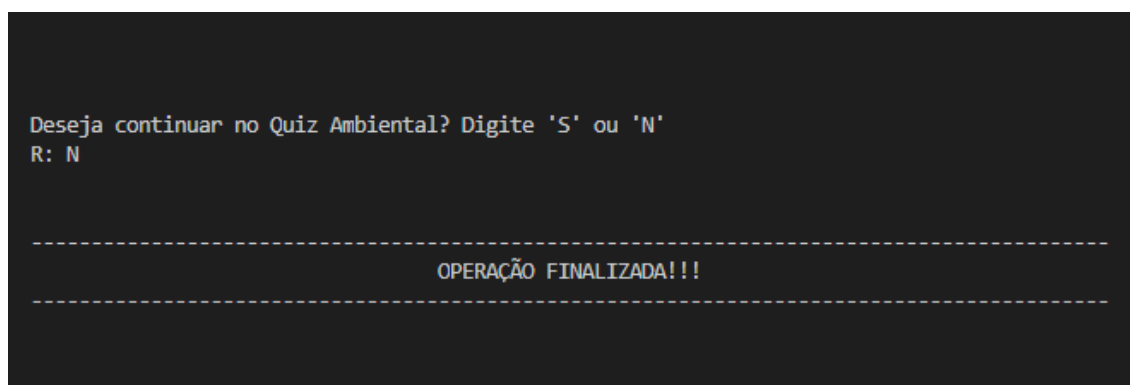 Deseja continuar no Quiz Ambiental? Digite 'S' ou 'N'
R: N
------------------------------------------------------------------------------------------
OPERAÇÃO FINALIZADA!!!
------------------------------------------------------------------------------------------